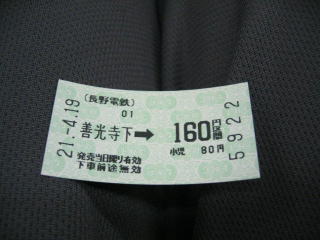 (長野電鉄)
01
善光寺下➡160円区間
小児 80円
発売当日限り有効
下車前途無効
21.-4.19
5922